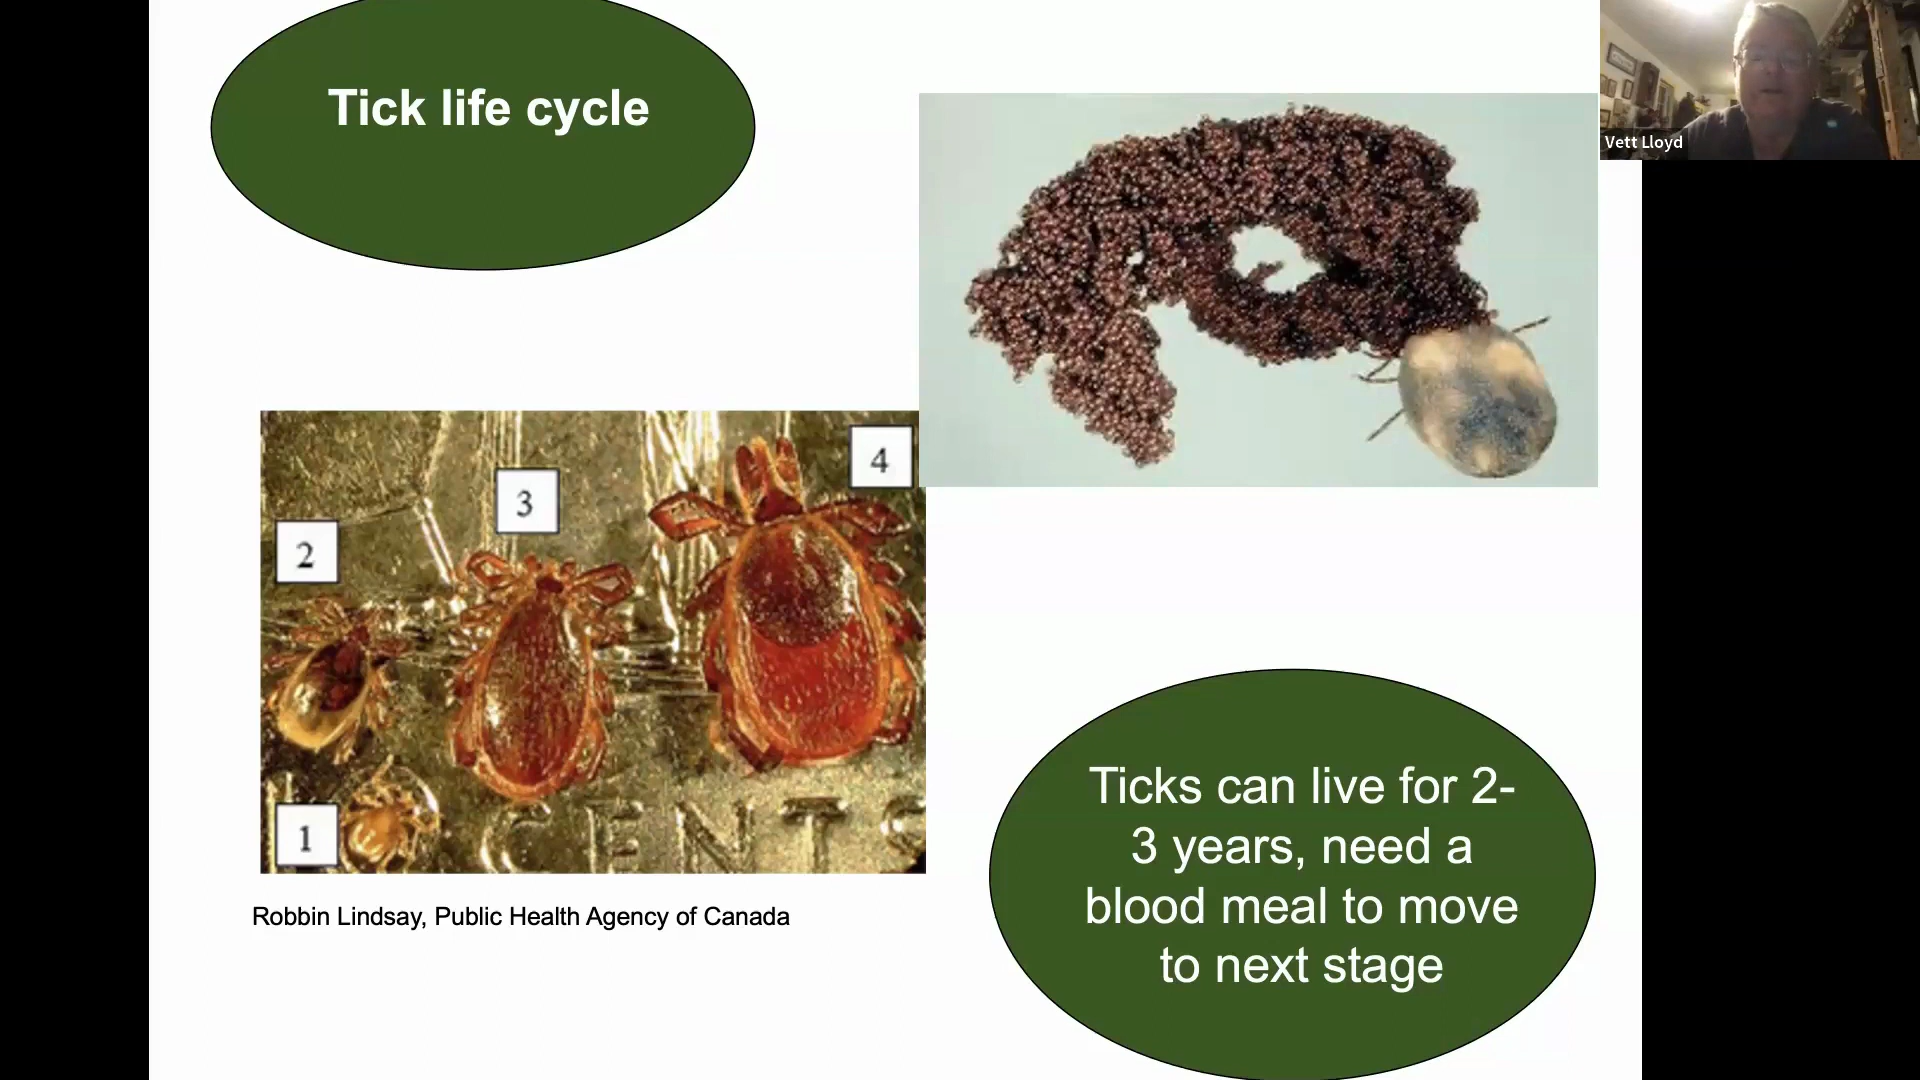 Tick life cycle
Vett Lloyd
4
3
2
1
CENTS
Robbin Lindsay, Public Health Agency of Canada
Ticks can live for 2-
3 years, need a
blood meal to move
to next stage